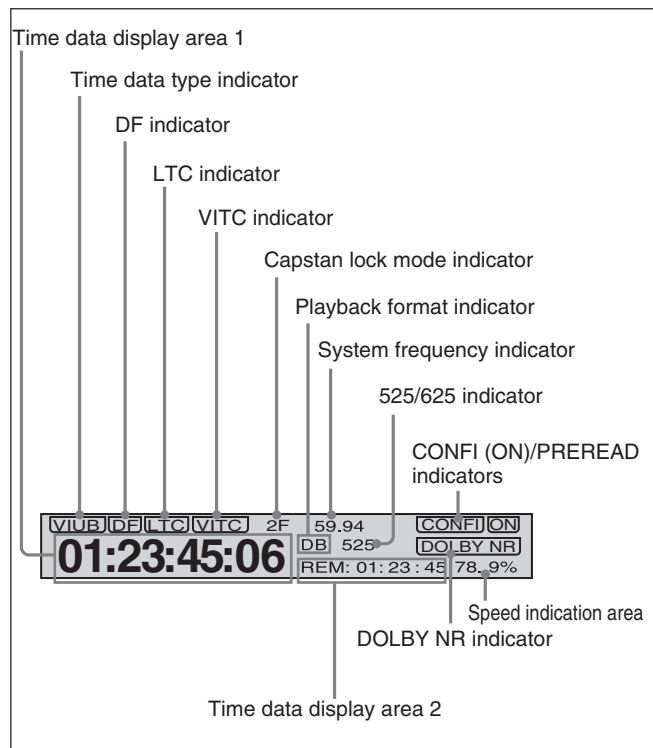 Time data display area 1
Time data type indicator
DF indicator
LTC indicator
VITC indicator
Capstan lock mode indicator
Playback format indicator
System frequency indicator
525/625 indicator
CONFI (ON)/PREREAD
indicators
VIUB DF LTC VITC 2F 59.94 CONFI ON
01:23:45:06 DB 525 DOLBY NR
REM: 01: 23 : 45 78. 9%
Speed indication area
DOLBY NR indicator
Time data display area 2